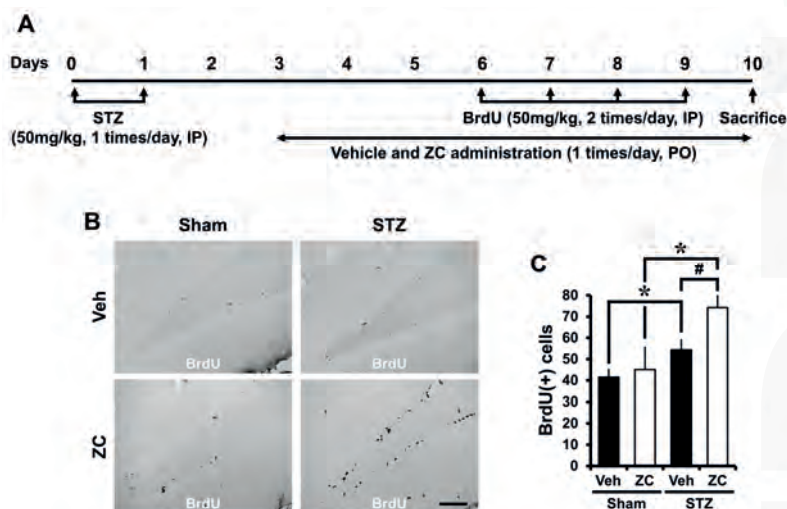 A
Days 0 1 2 3 4 5 6 7 8 9 10
STZ
(50mg/kg, 1 times/day, IP)
BrdU (50mg/kg, 2 times/day, IP)
Sacrifice
Vehicle and ZC administration (1 times/day, PO)
B
Sham STZ
Veh
BrdU BrdU
ZC
BrdU BrdU
C
* 
* #
BrdU(+) cells
80
70
60
50
40
30
20
10
0
Veh ZC Veh ZC
Sham STZ